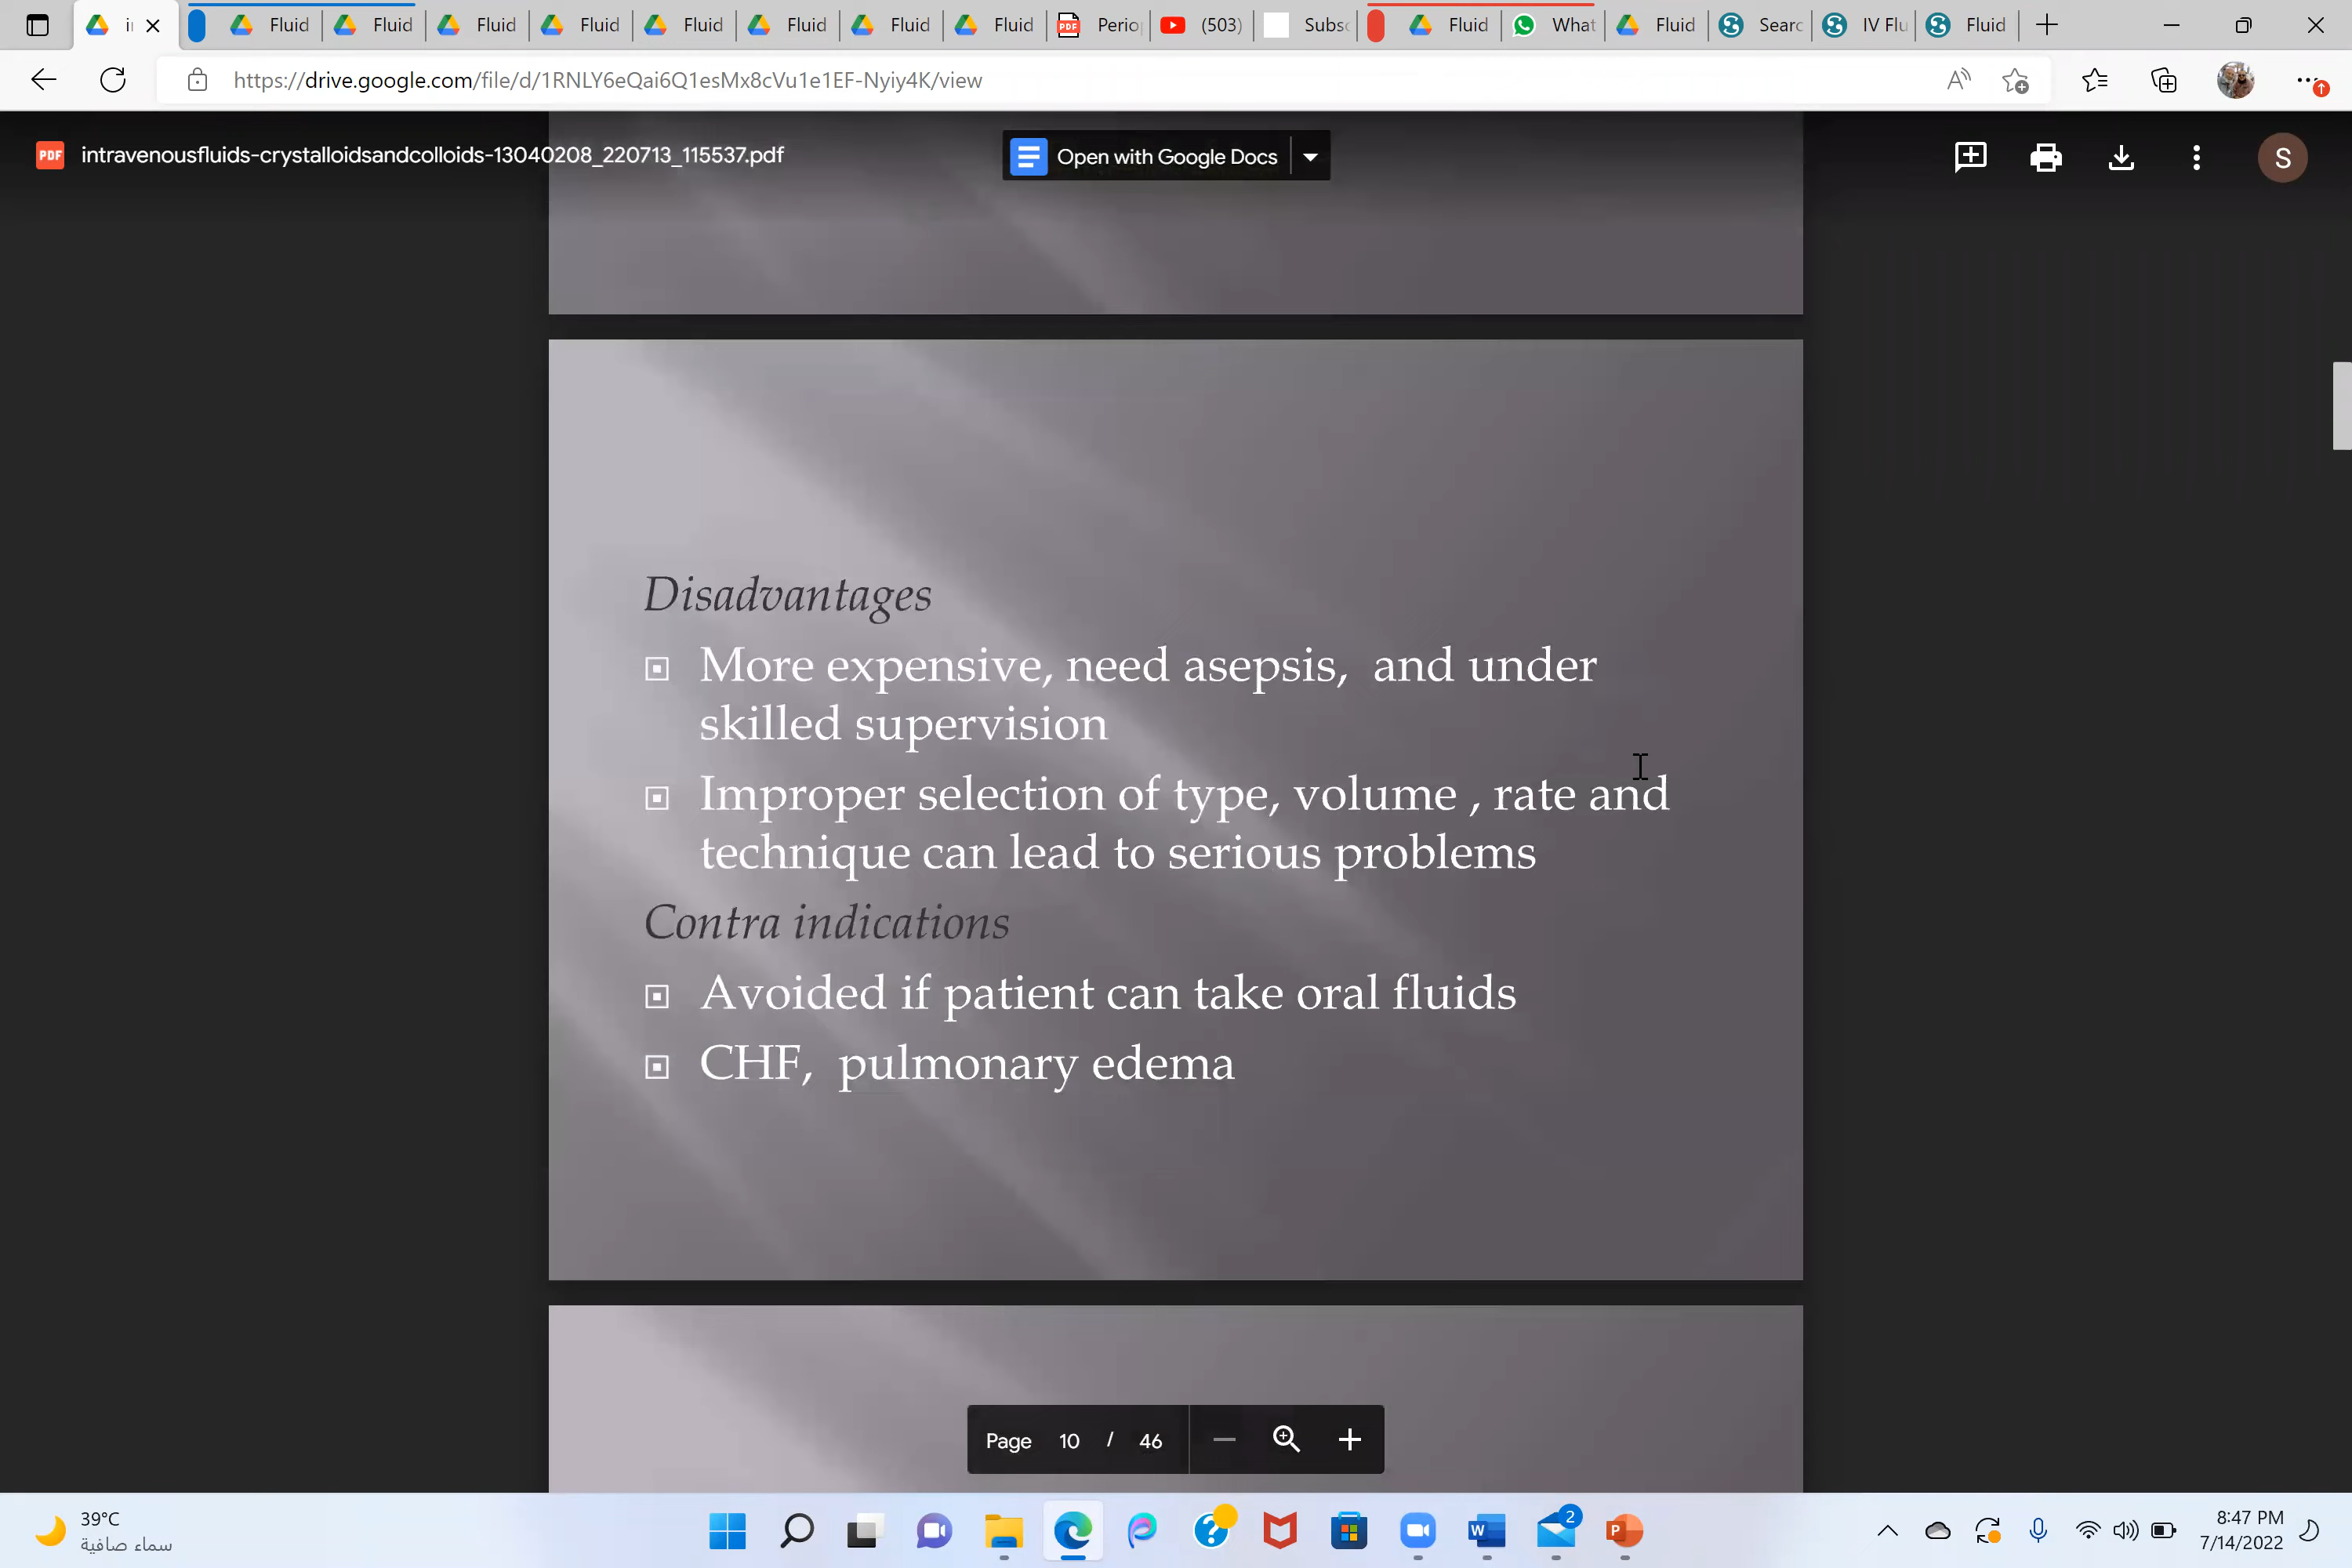 Fluid
Fluid
Fluid
Fluid
Fluid
Fluid
Fluid
Fluid
PDF
Perio
(503)
Subsc
Fluid
What
Fluid
Searc
IV Flu
Fluid
https://drive.google.com/file/d/1RNLY6eQai6Q1esMx8cVu1e1EF-Nyiy4K/view
PDF
intravenousfluids-crystalloidsandcolloids-13040208_220713_115537.pdf
Open with Google Docs
S
Disadvantages
More expensive, need asepsis, and under
skilled supervision
Improper selection of type, volume , rate and
technique can lead to serious problems
Contra indications
Avoided if patient can take oral fluids
CHF, pulmonary edema
Page 10 / 46
39°C
سماء صافية
2
8:47 PM
7/14/2022